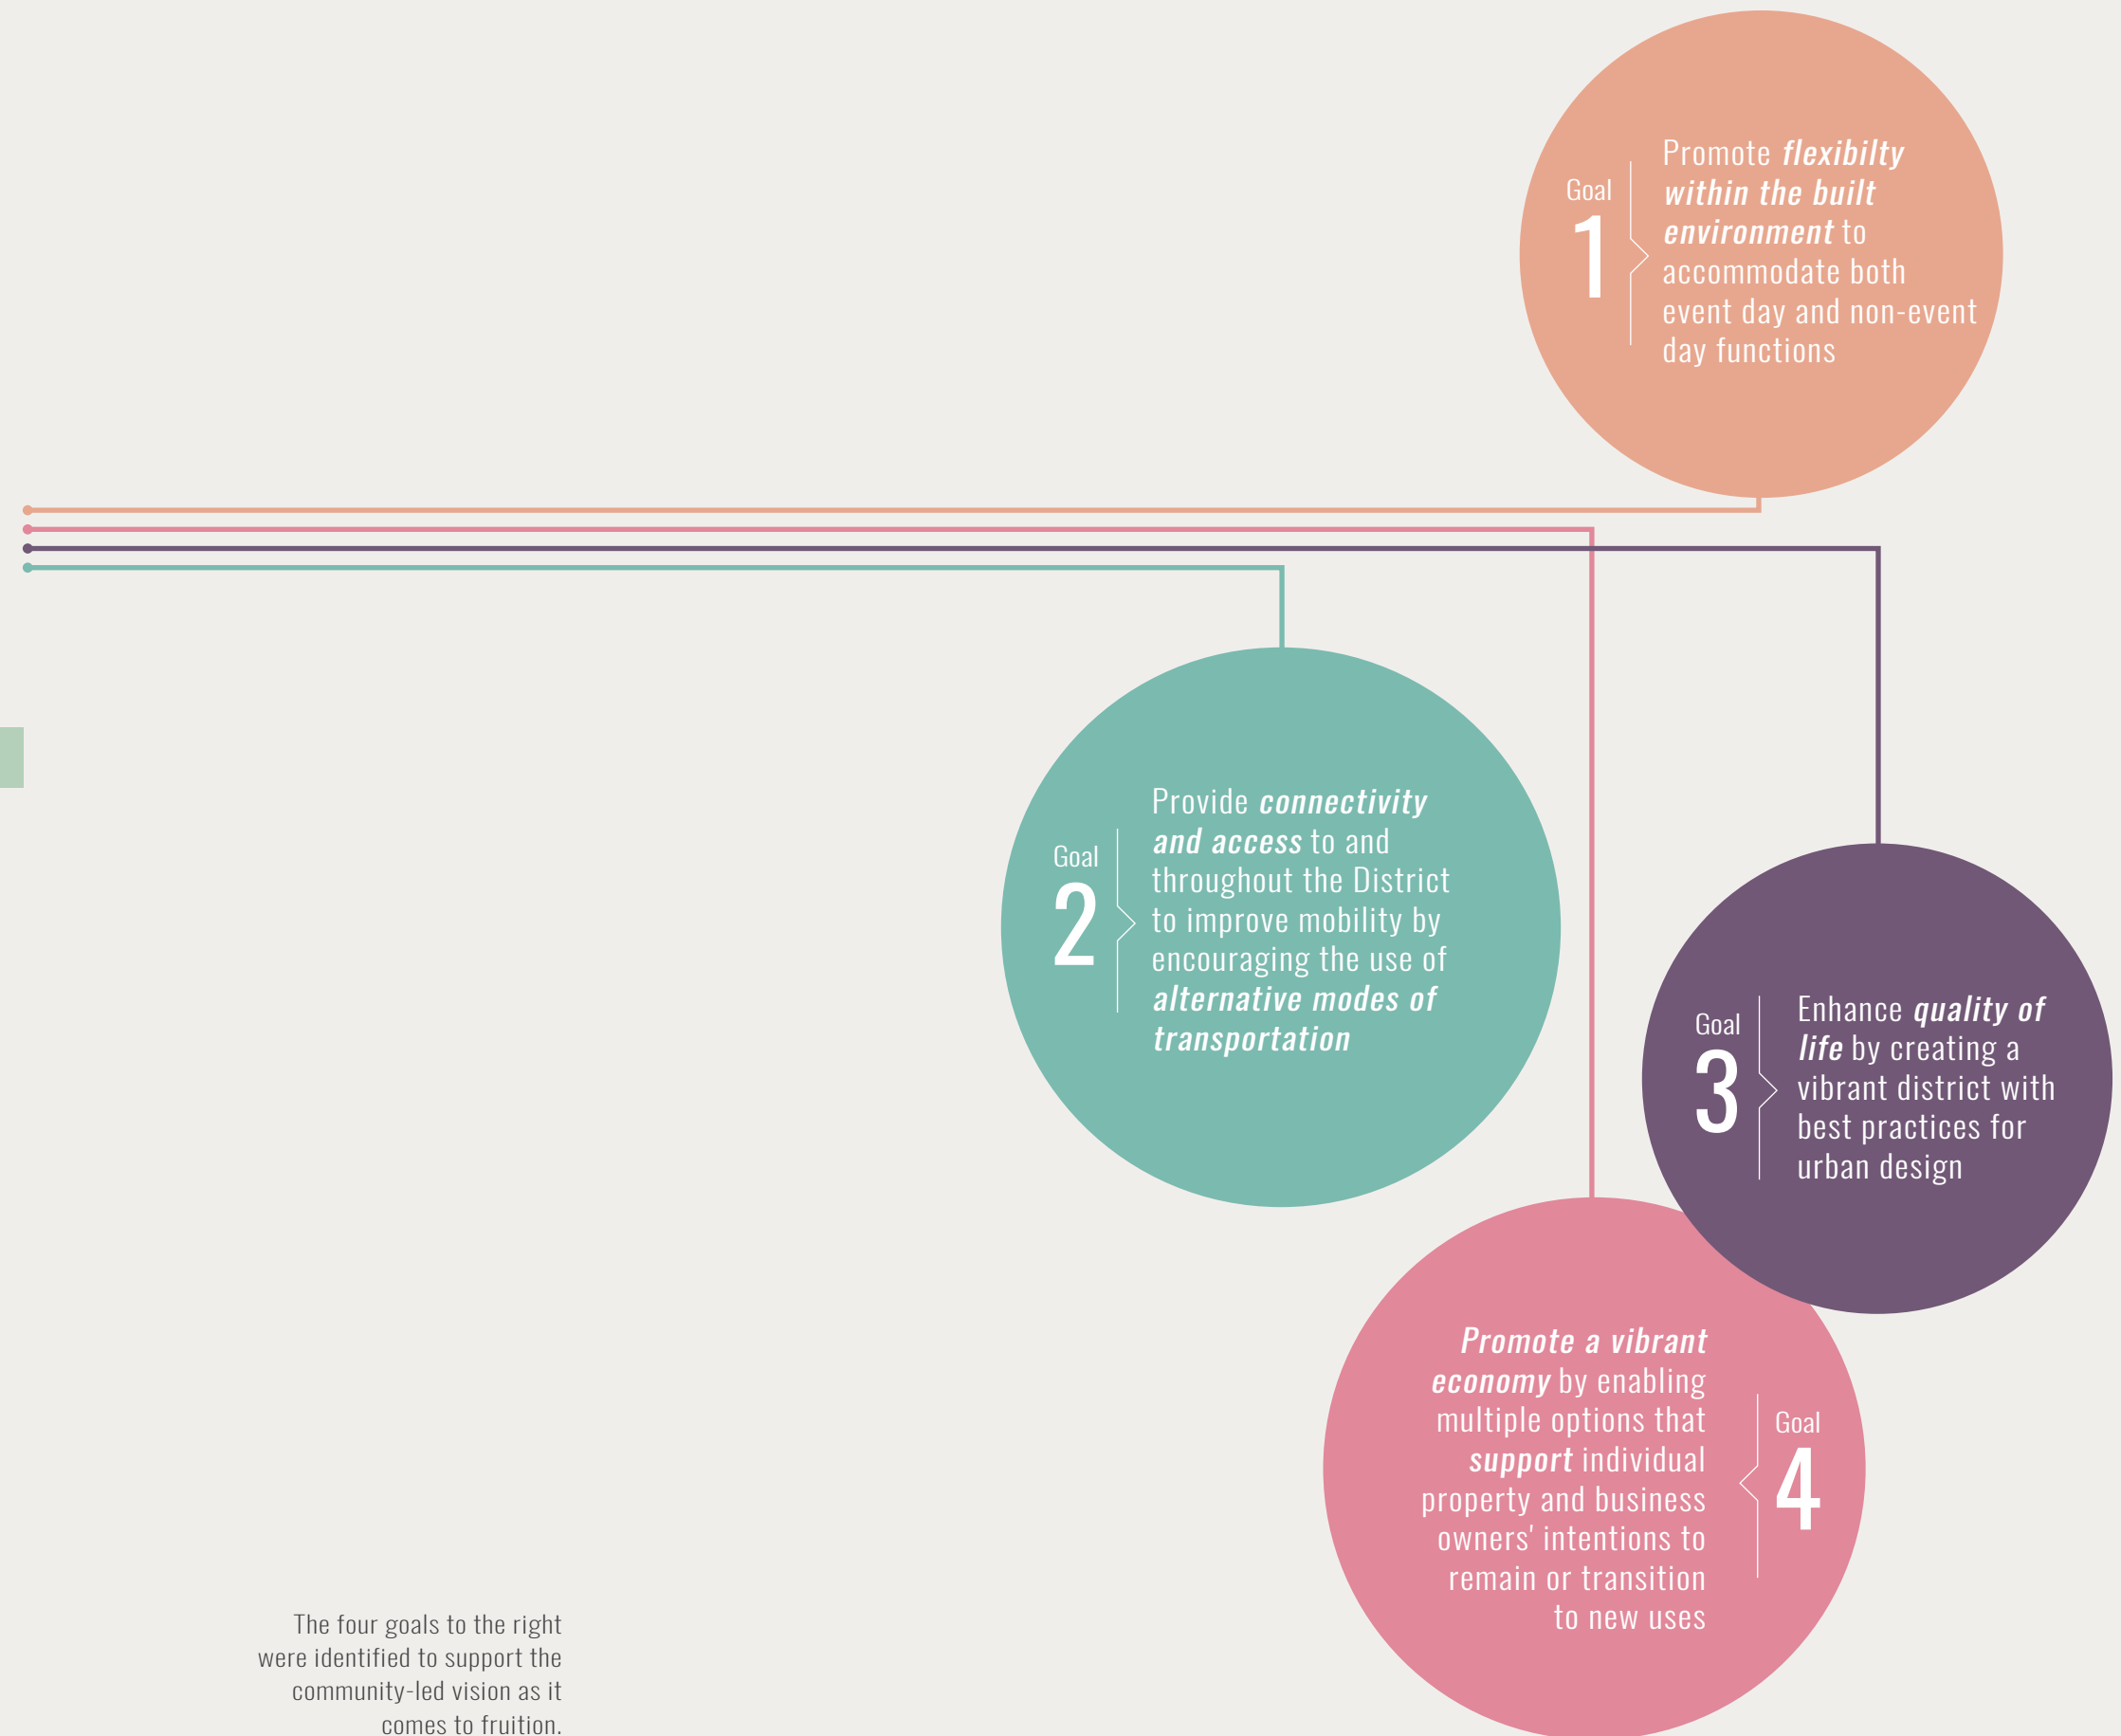 Goal
1
Promote flexibilty
within the built
environment to
accommodate both
event day and non-event
day functions
Goal
2
Provide connectivity
and access to and
throughout the District
to improve mobility by
encouraging the use of
alternative modes of
transportation
Goal
3
Enhance quality of
life by creating a
vibrant district with
best practices for
urban design
Promote a vibrant
economy by enabling
multiple options that
support individual
property and business
owners' intentions to
remain or transition
to new uses
Goal
4
The four goals to the right
were identified to support the
community-led vision as it
comes to fruition.